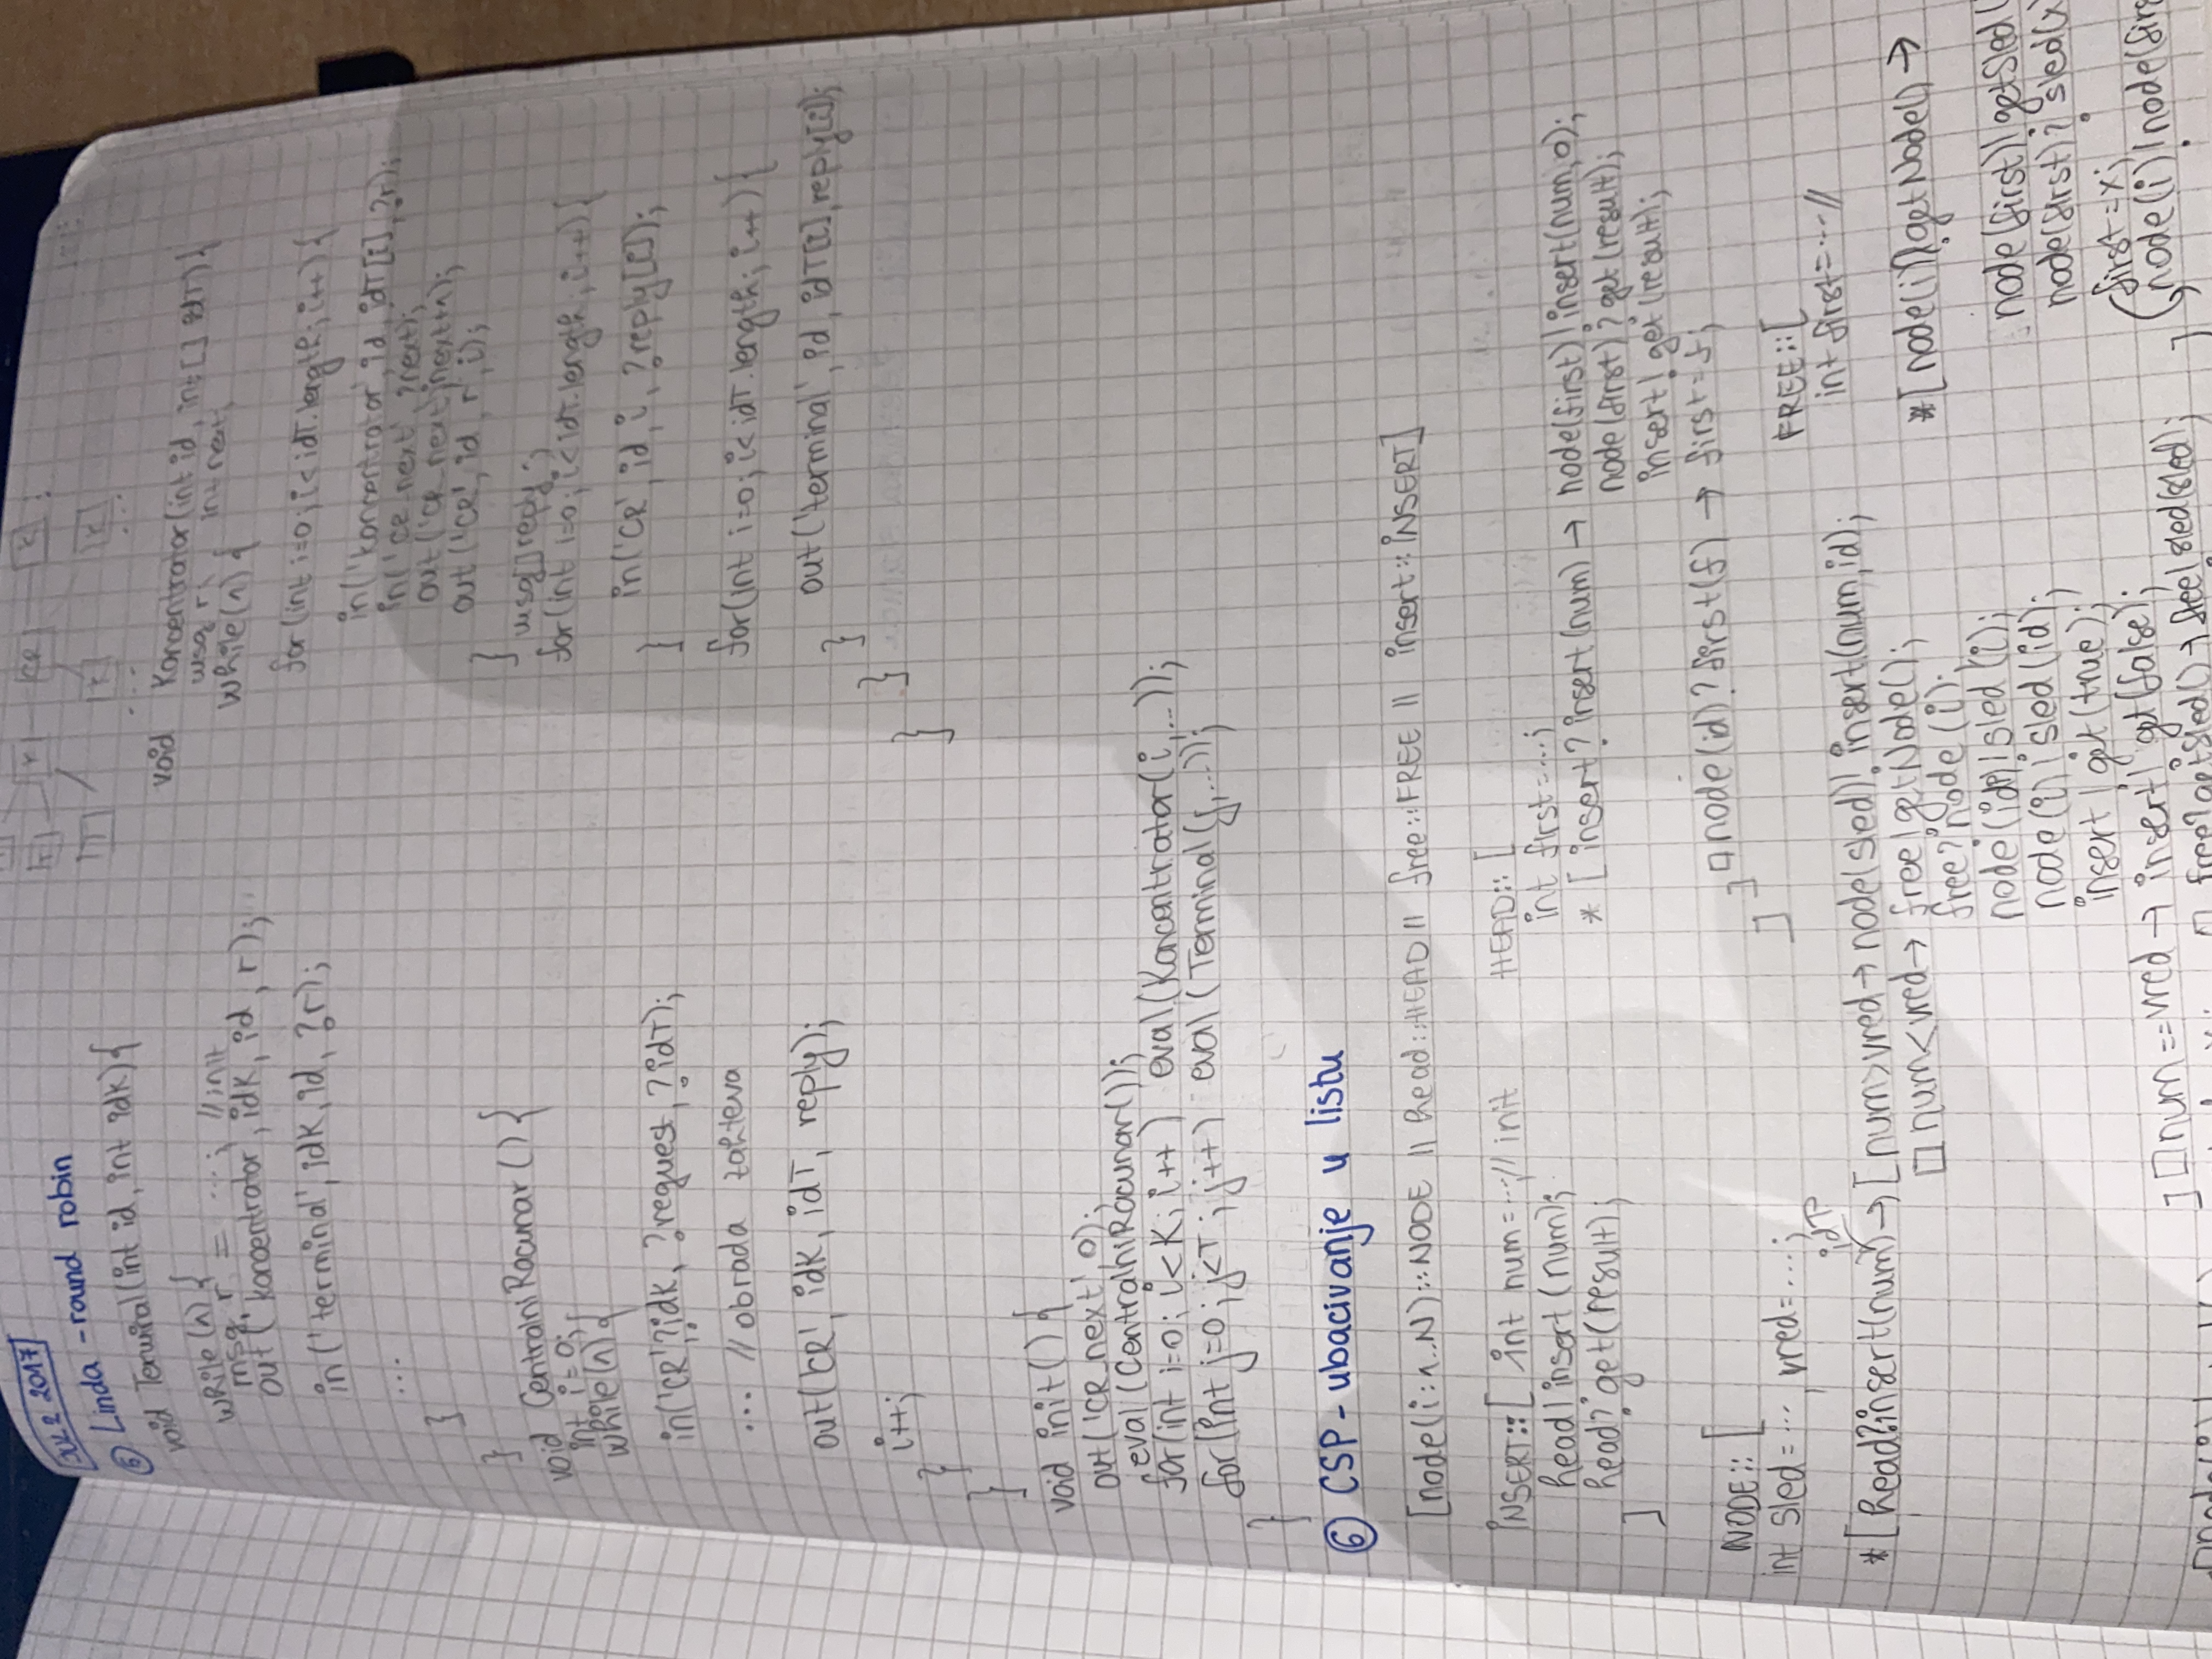 JUL 2 2017
⑤ Linda - round robin
void Terminal(int id, int idK){
while(1){
msg r = ...; //init
out('koncentrator', idK, id, r);
in('terminal', idK, id, ?r);
...
}
}
void CentralniRacunar(){
int i=0;
while(1){
in('CR', ?idK, ?request, ?idT);
... //obrada zahteva
out('CR', idK, idT, reply);
i++;
}
}
void init(){
out('CR_next', 0);
eval(CentralniRacunar());
for(int i=0; i<K; i++) eval(Koncentrator(i,...));
for(int j=0; j<T; j++) eval(Terminal(j,...));
}
T K CR K
T K K
void Koncentrator(int id, int[] idT){
msg r; int next;
while(1){
for(int i=0; i<idT.length; i++){
in('koncentrator', id, idT[i], ?r);
in('CR_next', ?next);
out('CR_next', next+1);
out('CR', id, r, i);
}
msg[] reply;
for(int i=0; i<idT.length; i++){
in('CR', id, i, ?reply[i]);
}
for(int i=0; i<idT.length; i++){
out('terminal', id, idT[i], reply[i]);
}
}
}
⑥ CSP - ubacivanje u listu
[node(i:1..N)::NODE || head::HEAD || free::FREE || insert::INSERT]
INSERT::[ int num=...;// init
head!insert(num);
head?get(result);
]
HEAD::[
int first=...;
*[insert?insert(num) → node(first)!insert(num,0);
node(first)?get(result);
insert!get(result);
□node(id)?first(f) → first=f;
]
]
NODE::[
int sled=..., vred=...;
idP
*[head?insert(num) → [num>vred → node(sled)!insert(num,id);
□ num<vred → free!getNode();
free?node(i);
node(idP)!sled(i);
node(i)!sled(id);
insert!get(true);
□ num==vred → insert!get(false);
]
□ free?getSled() → free!sled(sled);
FREE::[
int first=...//
*[node(i)?getNode() →
node(first)!getSled(
node(first)?sled(x
first=x;
node(i)!node(firs
]